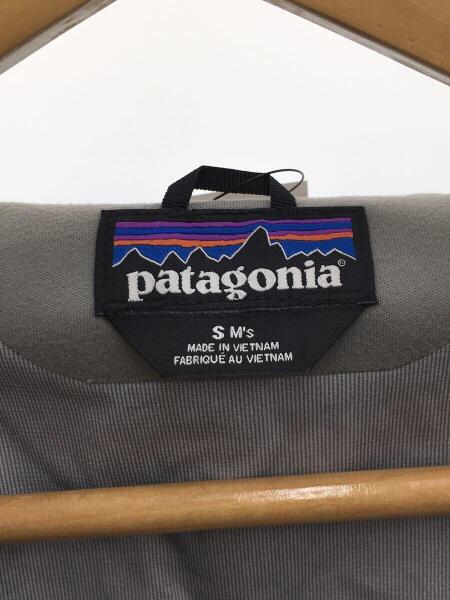 patagonia®
S M's
MADE IN VIETNAM
FABRIQUÉ AU VIETNAM